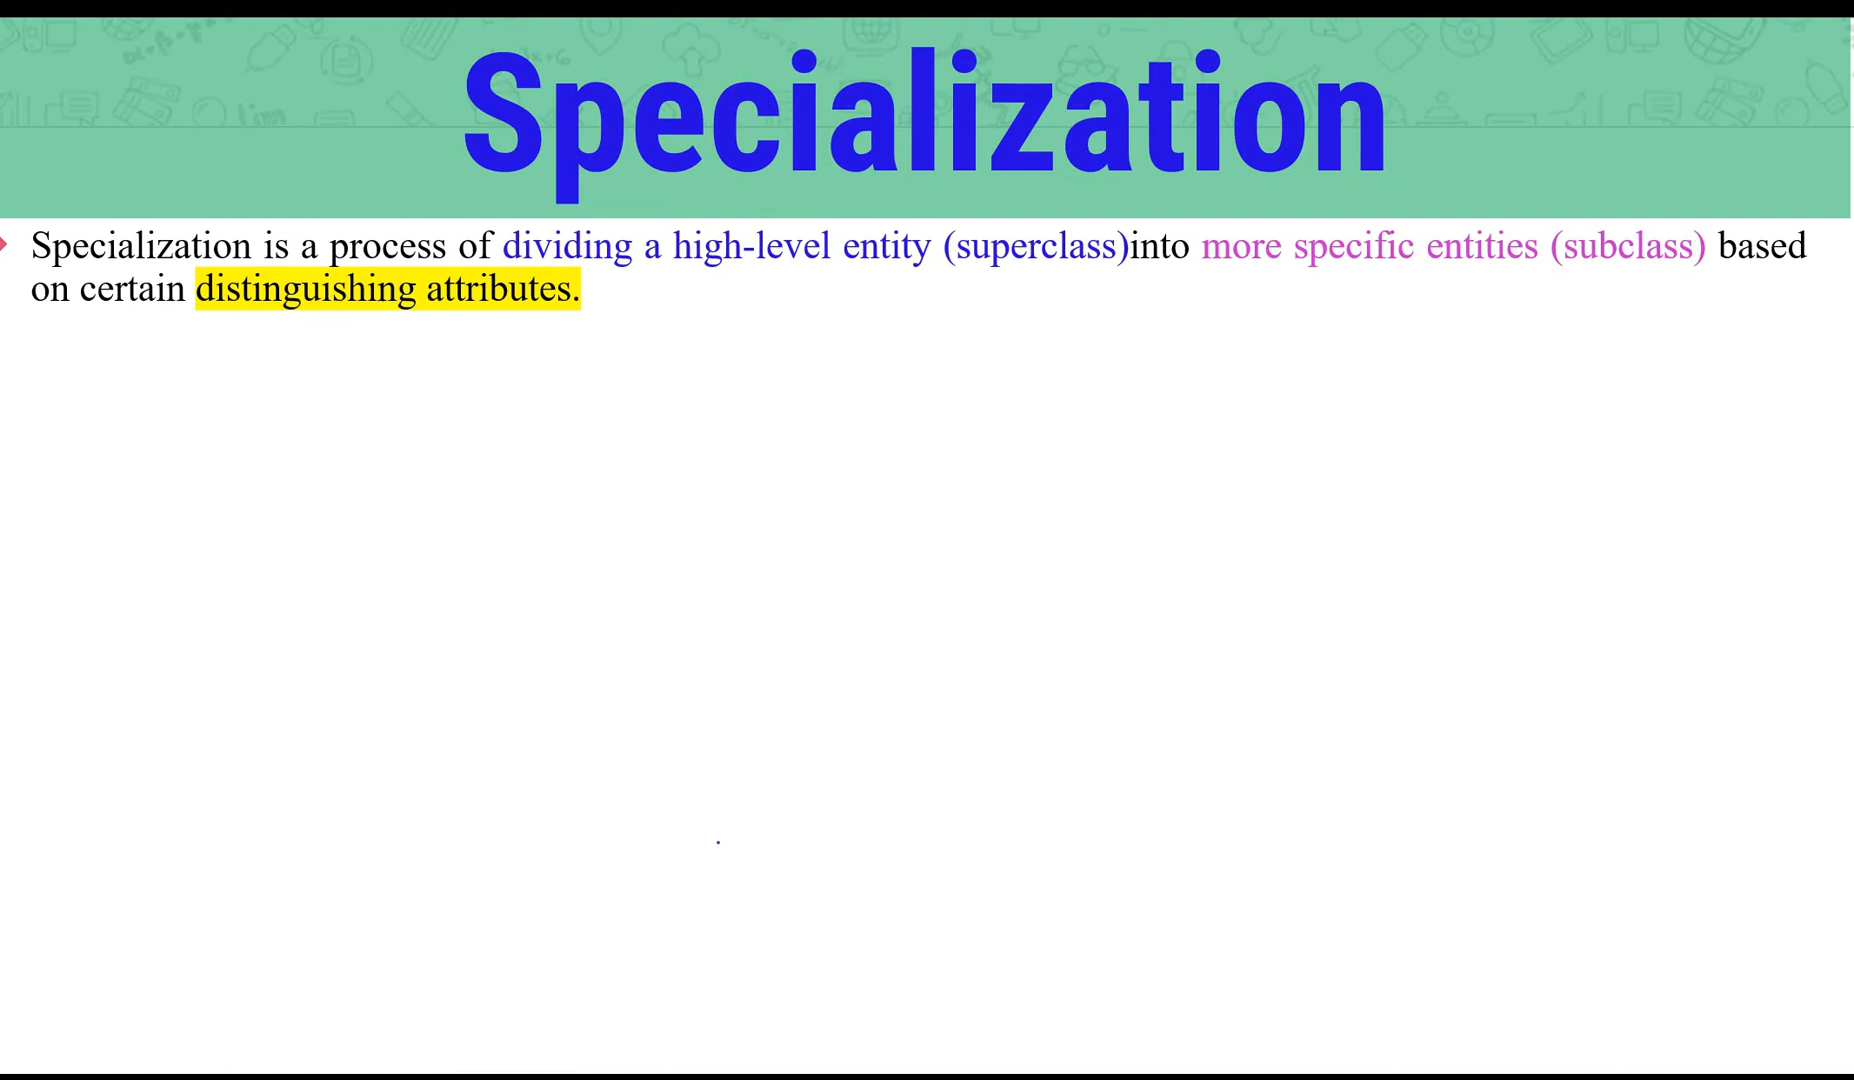 Specialization
Specialization is a process of dividing a high-level entity (superclass)into more specific entities (subclass) based
on certain distinguishing attributes.